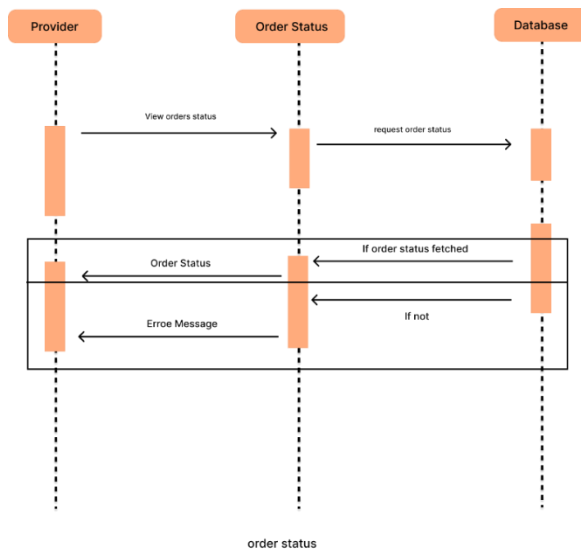 Provider
Order Status
Database
View orders status
request order status
If order status fetched
Order Status
If not
Erroe Message
order status